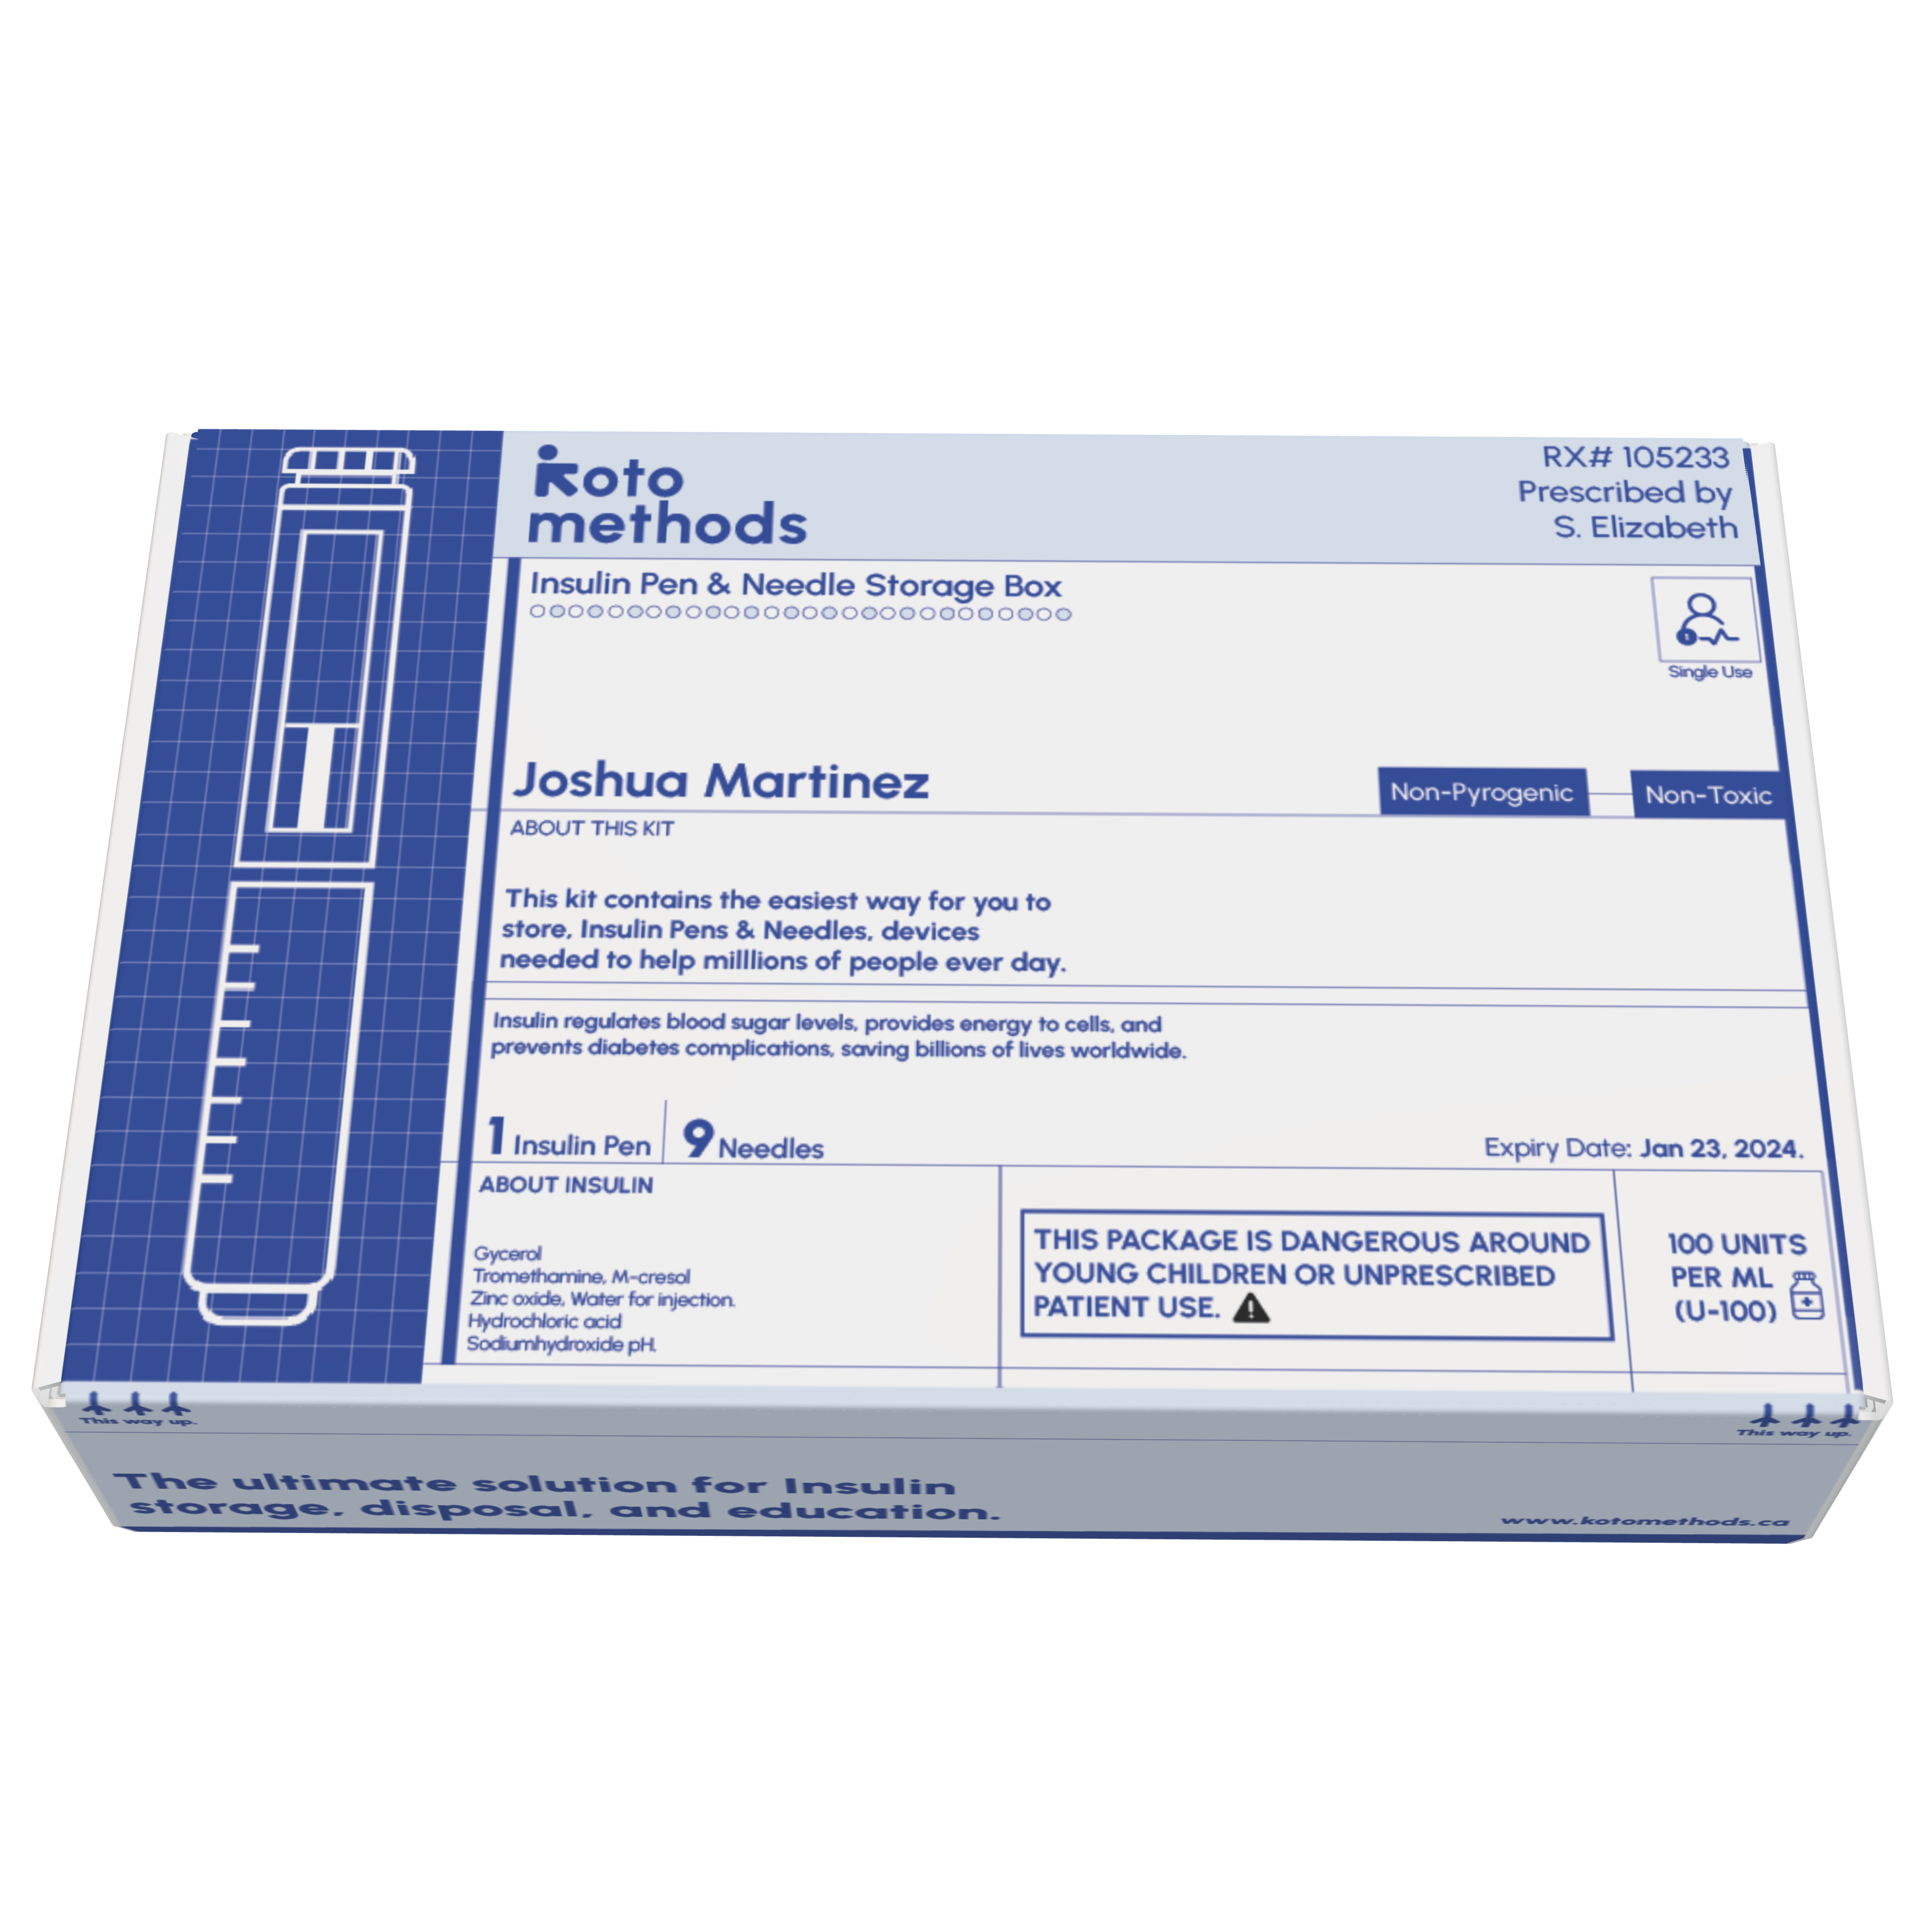 koto
methods
RX# 105233
Prescribed by
S. Elizabeth
Insulin Pen & Needle Storage Box
1
Single Use
Joshua Martinez
Non-Pyrogenic
Non-Toxic
ABOUT THIS KIT
This kit contains the easiest way for you to
store, Insulin Pens & Needles, devices
needed to help milllions of people ever day.
Insulin regulates blood sugar levels, provides energy to cells, and
prevents diabetes complications, saving billions of lives worldwide.
1 Insulin Pen
9 Needles
Expiry Date: Jan 23, 2024.
ABOUT INSULIN
Gycerol
Tromethamine, M-cresol
Zinc oxide, Water for injection.
Hydrochloric acid
Sodiumhydroxide pH.
THIS PACKAGE IS DANGEROUS AROUND
YOUNG CHILDREN OR UNPRESCRIBED
PATIENT USE.
100 UNITS
PER ML
(U-100)
This way up.
This way up.
The ultimate solution for Insulin
storage, disposal, and education.
www.kotomethods.ca